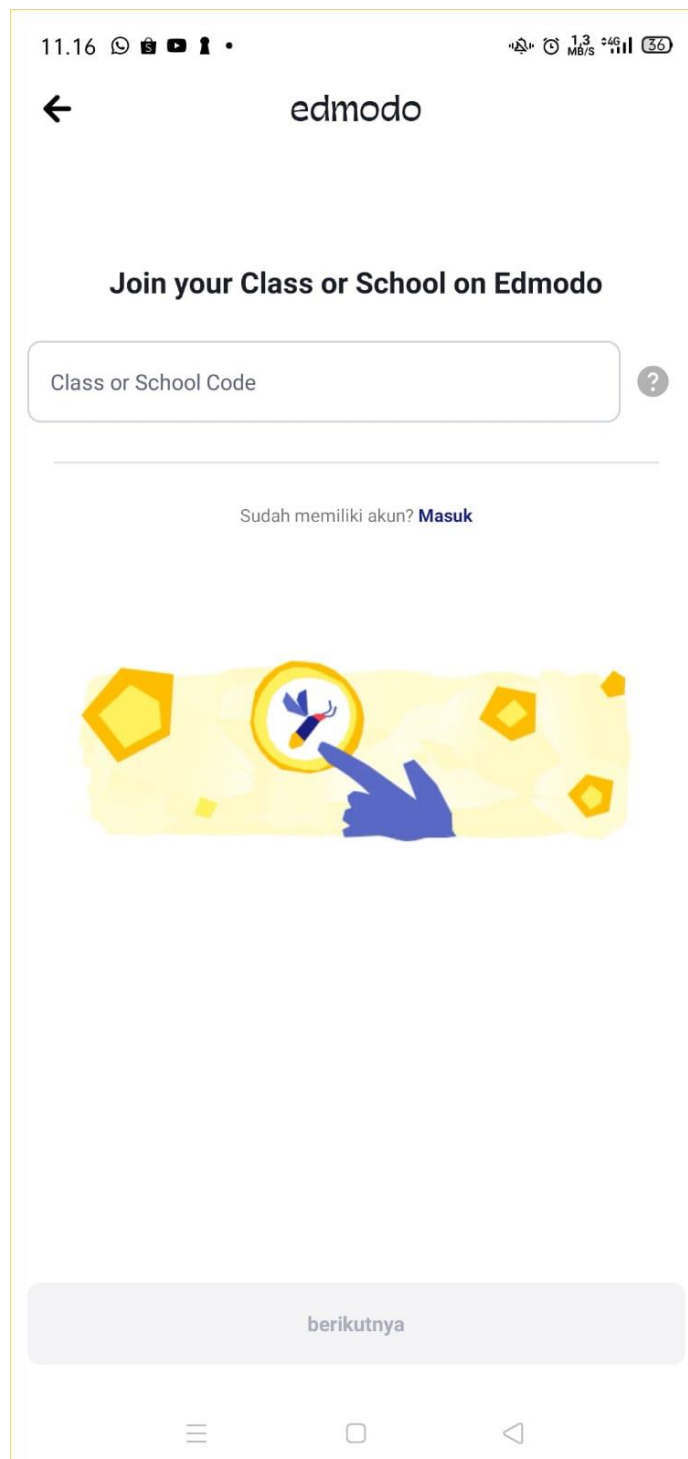 11.16 1,3 MB/S 4G 36
edmodo
Join your Class or School on Edmodo
Class or School Code ?
Sudah memiliki akun? Masuk
berikutnya